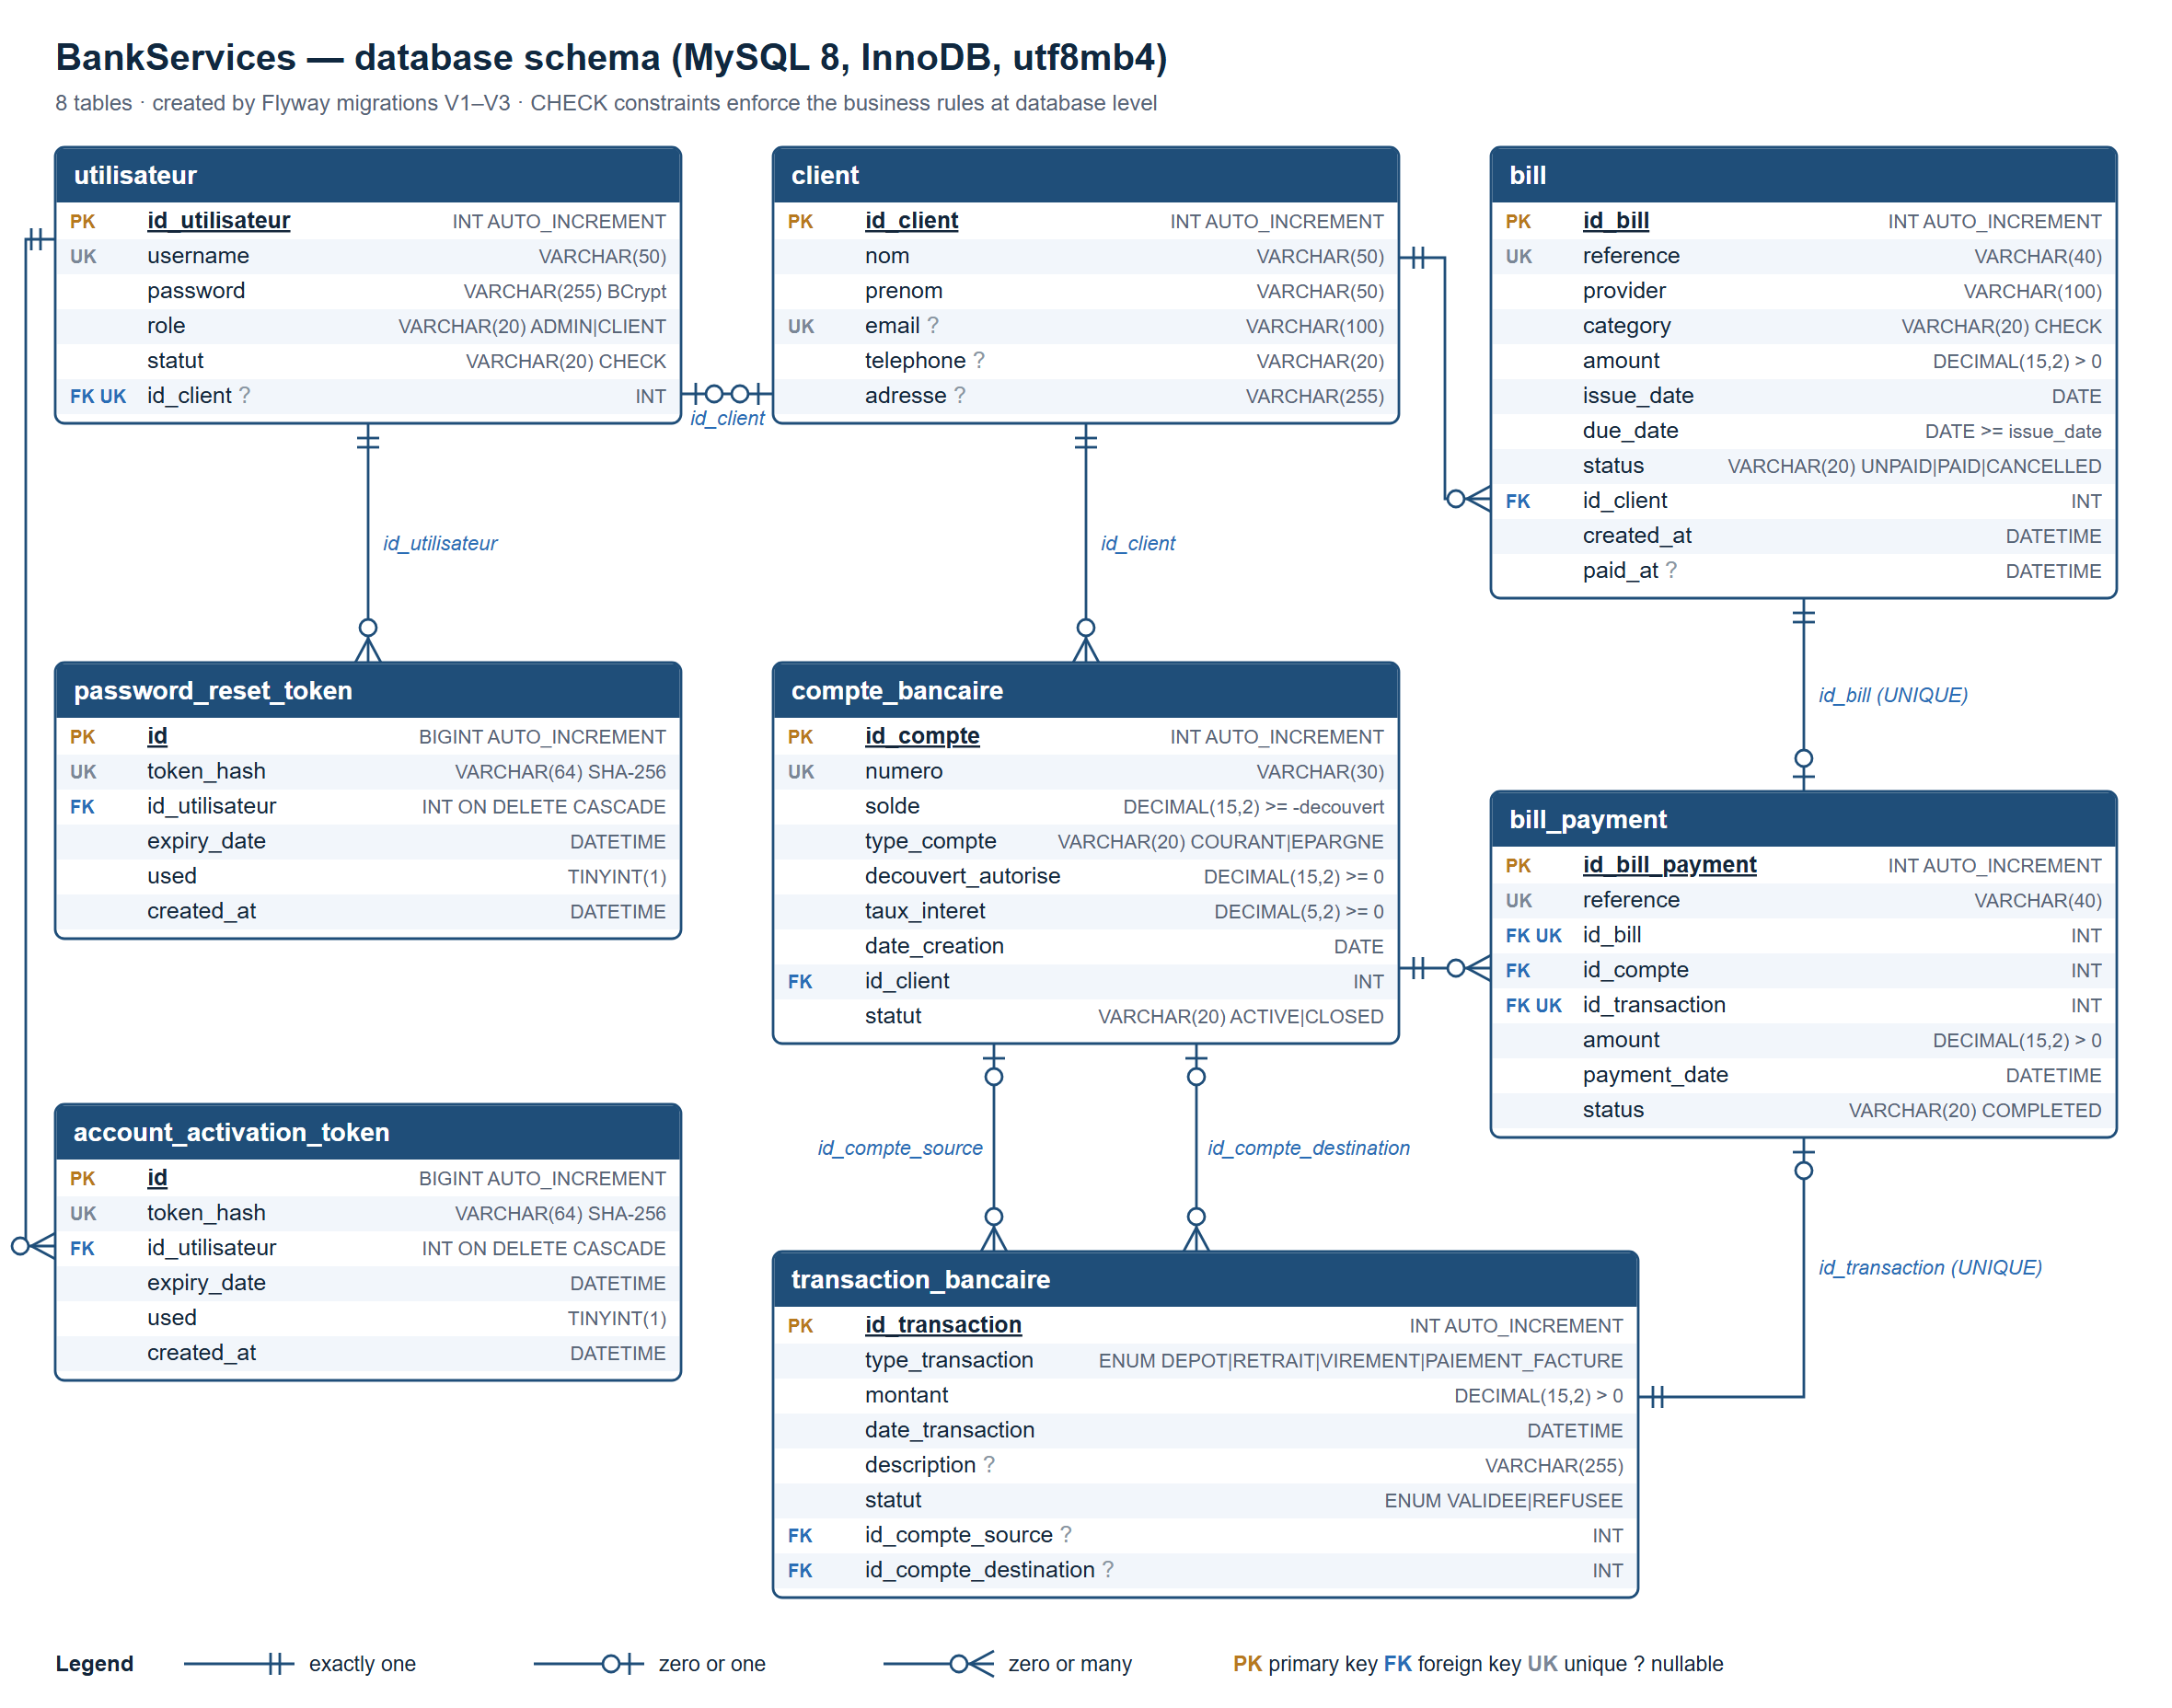 BankServices — database schema (MySQL 8, InnoDB, utf8mb4)
8 tables · created by Flyway migrations V1–V3 · CHECK constraints enforce the business rules at database level
utilisateur
PK id_utilisateur INT AUTO_INCREMENT
UK username VARCHAR(50)
password VARCHAR(255) BCrypt
role VARCHAR(20) ADMIN|CLIENT
statut VARCHAR(20) CHECK
FK UK id_client ? INT
id_client
client
PK id_client INT AUTO_INCREMENT
nom VARCHAR(50)
prenom VARCHAR(50)
UK email ? VARCHAR(100)
telephone ? VARCHAR(20)
adresse ? VARCHAR(255)
bill
PK id_bill INT AUTO_INCREMENT
UK reference VARCHAR(40)
provider VARCHAR(100)
category VARCHAR(20) CHECK
amount DECIMAL(15,2) > 0
issue_date DATE
due_date DATE >= issue_date
status VARCHAR(20) UNPAID|PAID|CANCELLED
FK id_client INT
created_at DATETIME
paid_at ? DATETIME
id_utilisateur
id_client
id_bill (UNIQUE)
password_reset_token
PK id BIGINT AUTO_INCREMENT
UK token_hash VARCHAR(64) SHA-256
FK id_utilisateur INT ON DELETE CASCADE
expiry_date DATETIME
used TINYINT(1)
created_at DATETIME
compte_bancaire
PK id_compte INT AUTO_INCREMENT
UK numero VARCHAR(30)
solde DECIMAL(15,2) >= -decouvert
type_compte VARCHAR(20) COURANT|EPARGNE
decouvert_autorise DECIMAL(15,2) >= 0
taux_interet DECIMAL(5,2) >= 0
date_creation DATE
FK id_client INT
statut VARCHAR(20) ACTIVE|CLOSED
bill_payment
PK id_bill_payment INT AUTO_INCREMENT
UK reference VARCHAR(40)
FK UK id_bill INT
FK id_compte INT
FK UK id_transaction INT
amount DECIMAL(15,2) > 0
payment_date DATETIME
status VARCHAR(20) COMPLETED
account_activation_token
PK id BIGINT AUTO_INCREMENT
UK token_hash VARCHAR(64) SHA-256
FK id_utilisateur INT ON DELETE CASCADE
expiry_date DATETIME
used TINYINT(1)
created_at DATETIME
id_compte_source
id_compte_destination
id_transaction (UNIQUE)
transaction_bancaire
PK id_transaction INT AUTO_INCREMENT
type_transaction ENUM DEPOT|RETRAIT|VIREMENT|PAIEMENT_FACTURE
montant DECIMAL(15,2) > 0
date_transaction DATETIME
description ? VARCHAR(255)
statut ENUM VALIDEE|REFUSEE
FK id_compte_source ? INT
FK id_compte_destination ? INT
Legend exactly one zero or one zero or many PK primary key FK foreign key UK unique ? nullable